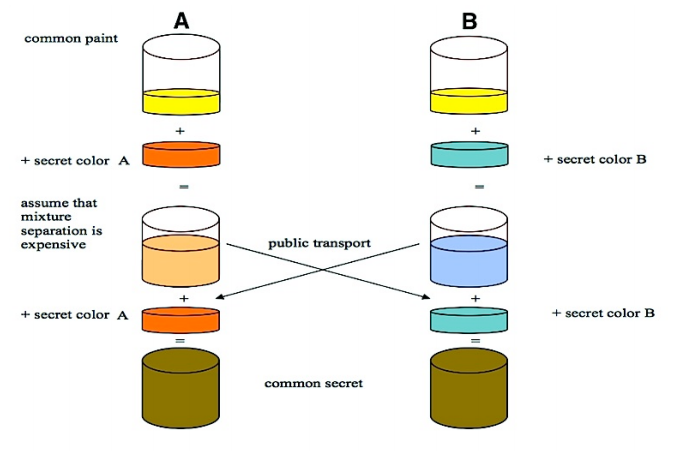 A B
common paint
+ +
+ secret color A + secret color B
= =
assume that
mixture
separation is
expensive
public transport
+ +
+ secret color A + secret color B
= =
common secret